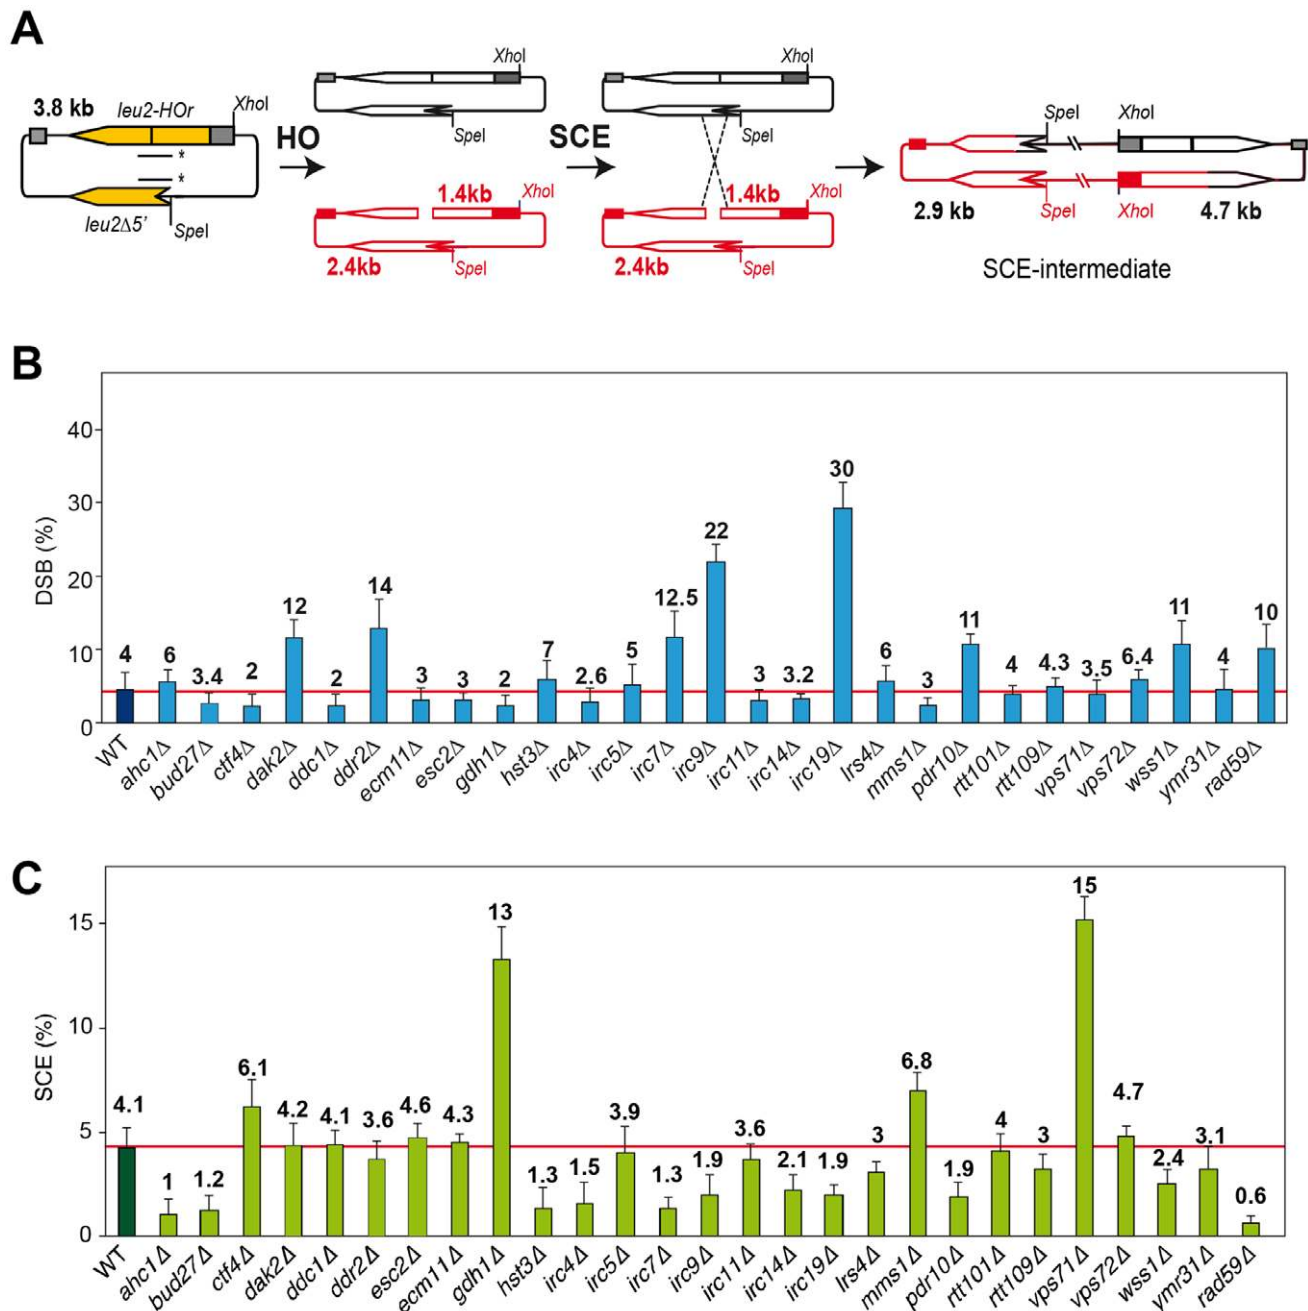 A
3.8 kb
leu2-HOr
XhoI
*
*
leu2Δ5'
SpeI
HO
XhoI
SpeI
1.4kb
XhoI
2.4kb
SpeI
SCE
XhoI
SpeI
1.4kb
XhoI
2.4kb
SpeI
SpeI
XhoI
2.9 kb
SpeI
XhoI
4.7 kb
SCE-intermediate
B
DSB (%)
40
30
20
10
0
4
6
3.4
2
12
2
14
3
3
2
7
2.6
5
12.5
22
3
3.2
30
6
3
11
4
4.3
3.5
6.4
11
4
10
WT
ahc1Δ
bud27Δ
ctf4Δ
dak2Δ
ddc1Δ
ddr2Δ
ecm11Δ
esc2Δ
gdh1Δ
hst3Δ
irc4Δ
irc5Δ
irc7Δ
irc9Δ
irc11Δ
irc14Δ
irc19Δ
lrs4Δ
mms1Δ
pdr10Δ
rtt101Δ
rtt109Δ
vps71Δ
vps72Δ
wss1Δ
ymr31Δ
rad59Δ
C
SCE (%)
15
10
5
0
4.1
1
1.2
6.1
4.2
4.1
3.6
4.6
4.3
13
1.3
1.5
3.9
1.3
1.9
3.6
2.1
1.9
3
6.8
1.9
4
3
15
4.7
2.4
3.1
0.6
WT
ahc1Δ
bud27Δ
ctf4Δ
dak2Δ
ddc1Δ
ddr2Δ
esc2Δ
ecm11Δ
gdh1Δ
hst3Δ
irc4Δ
irc5Δ
irc7Δ
irc9Δ
irc11Δ
irc14Δ
irc19Δ
lrs4Δ
mms1Δ
pdr10Δ
rtt101Δ
rtt109Δ
vps71Δ
vps72Δ
wss1Δ
ymr31Δ
rad59Δ